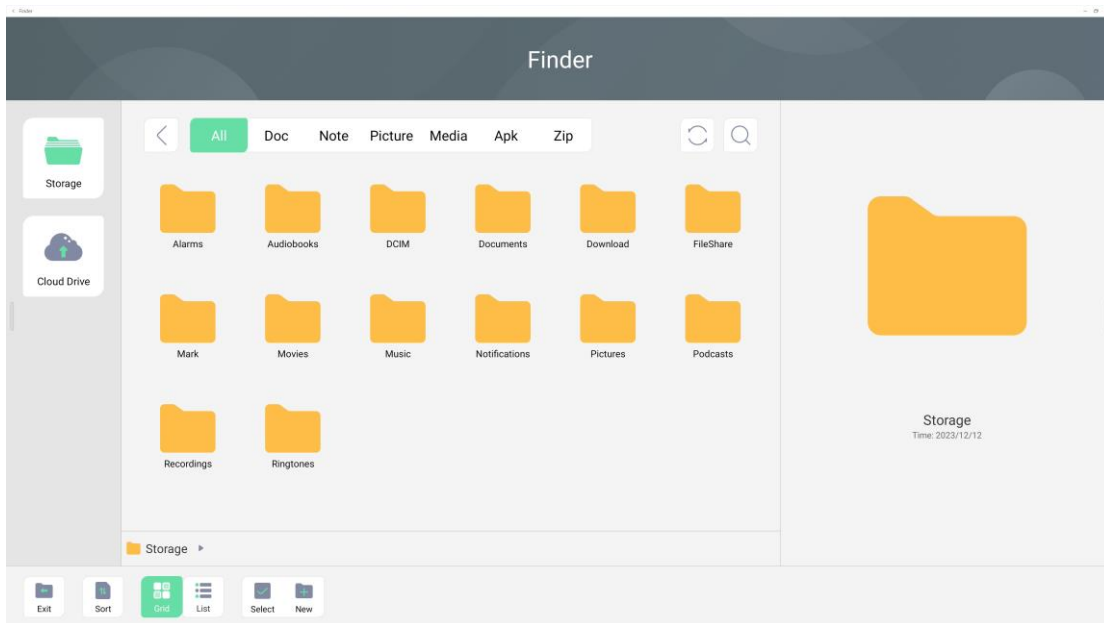 Finder
Finder
Storage
Cloud Drive
All Doc Note Picture Media Apk Zip
Alarms Audiobooks DCIM Documents Download FileShare
Mark Movies Music Notifications Pictures Podcasts
Recordings Ringtones
Storage
Time: 2023/12/12
Storage
Exit Sort Grid List Select New